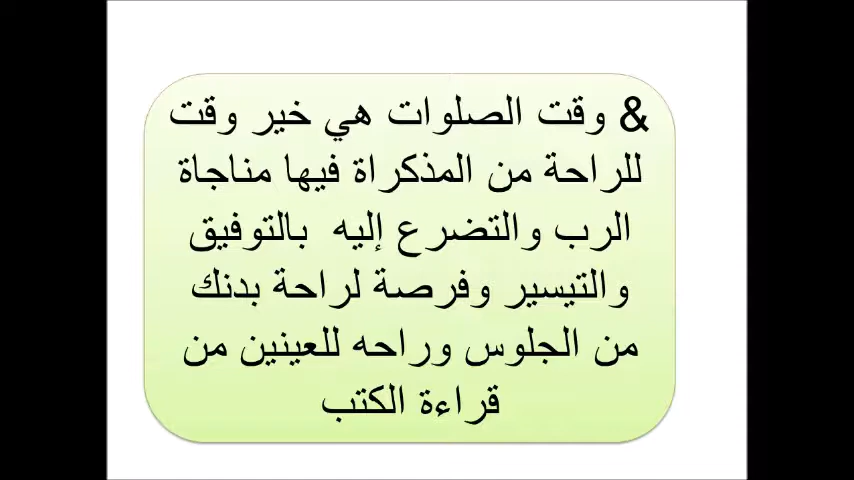 & وقت الصلوات هي خير وقت
للراحة من المذكراة فيها مناجاة
الرب والتضرع إليه بالتوفيق
والتيسير وفرصة لراحة بدنك
من الجلوس وراحه للعينين من
قراءة الكتب